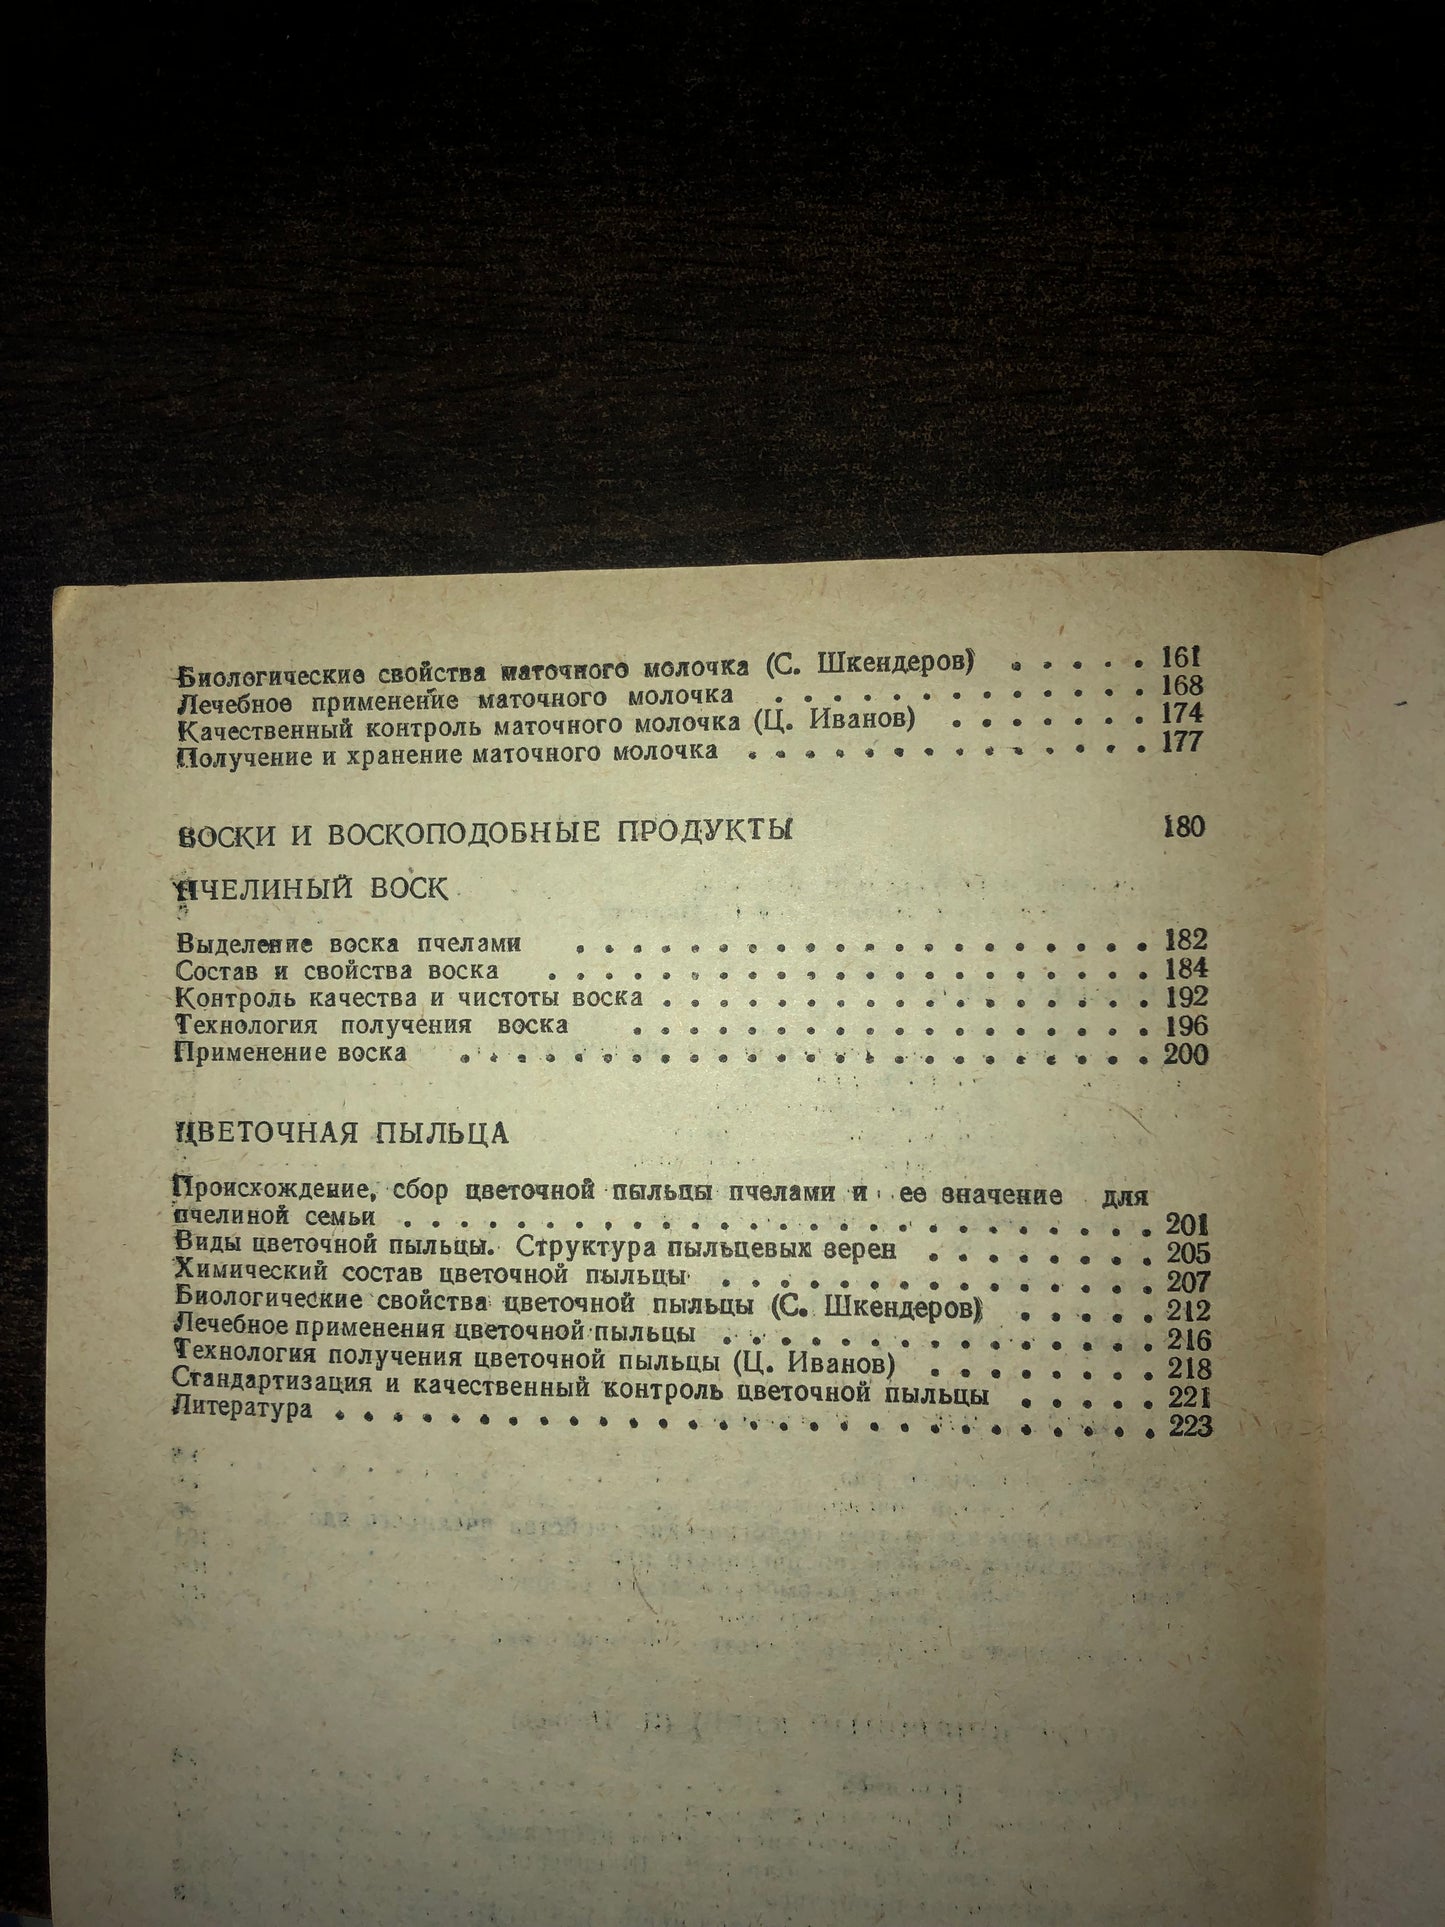 Биологические свойства маточного молочка (С. Шкендеров) . . . . . 161
Лечебное применение маточного молочка . . . . . . . . . . . . . 168
Качественный контроль маточного молочка (Ц. Иванов) . . . . . . . 174
Получение и хранение маточного молочка . . . . . . . . . . . . . . 177
ВОСКИ И ВОСКОПОДОБНЫЕ ПРОДУКТЫ 180
ПЧЕЛИНЫЙ ВОСК
Выделение воска пчелами . . . . . . . . . . . . . . . . . . . . 182
Состав и свойства воска . . . . . . . . . . . . . . . . . . . . . 184
Контроль качества и чистоты воска . . . . . . . . . . . . . . . . . 192
Технология получения воска . . . . . . . . . . . . . . . . . . 196
Применение воска . . . . . . . . . . . . . . . . . . . . . . . . 200
ЦВЕТОЧНАЯ ПЫЛЬЦА
Происхождение, сбор цветочной пыльцы пчелами и ее значение для
пчелиной семьи . . . . . . . . . . . . . . . . . . . . . . . . . . 201
Виды цветочной пыльцы. Структура пыльцевых зерен . . . . . . . . 205
Химический состав цветочной пыльцы . . . . . . . . . . . . . . . 207
Биологические свойства цветочной пыльцы (С. Шкендеров) . . . . . 212
Лечебное применения цветочной пыльцы . . . . . . . . . . . . . . . 216
Технология получения цветочной пыльцы (Ц. Иванов) . . . . . . . . 218
Стандартизация и качественный контроль цветочной пыльцы . . . . . 221
Литература . . . . . . . . . . . . . . . . . . . . . . . . . . . . 223